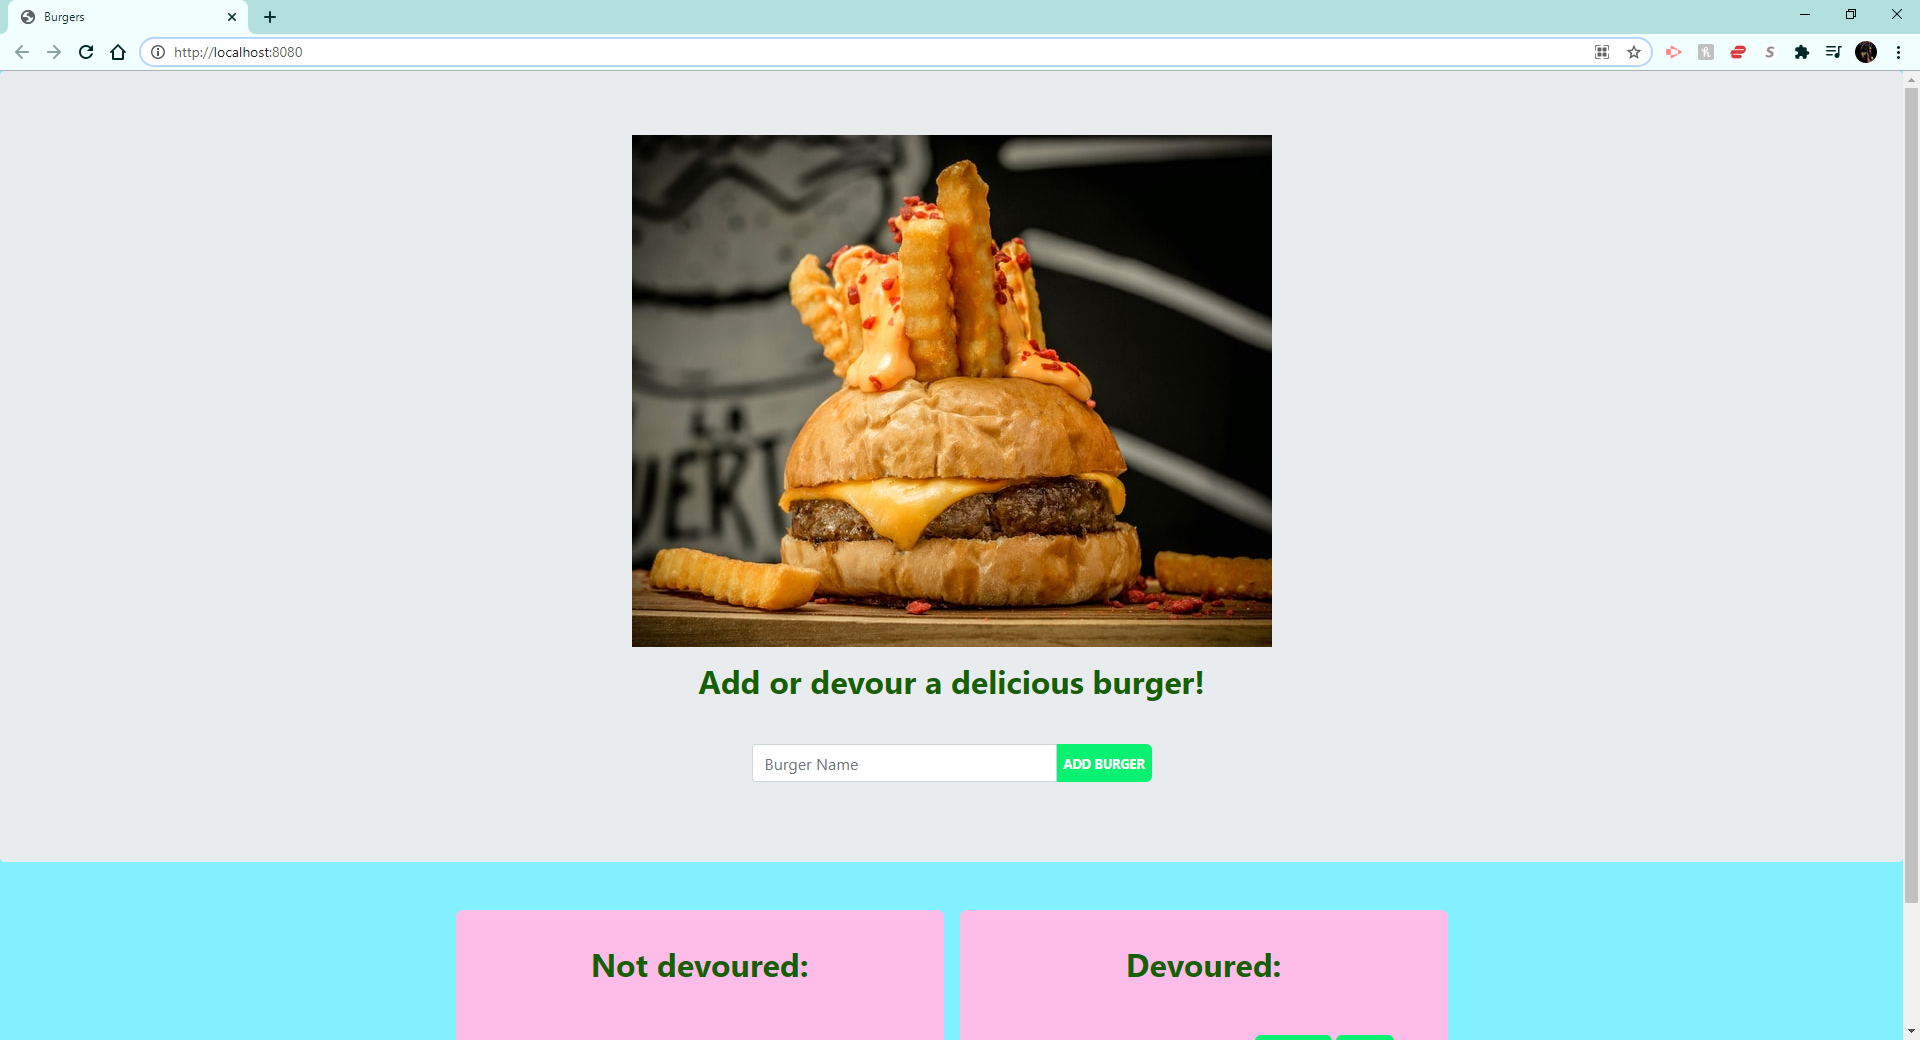 Burgers
http://localhost:8080
Add or devour a delicious burger!
Burger Name
ADD BURGER
Not devoured:
Devoured: